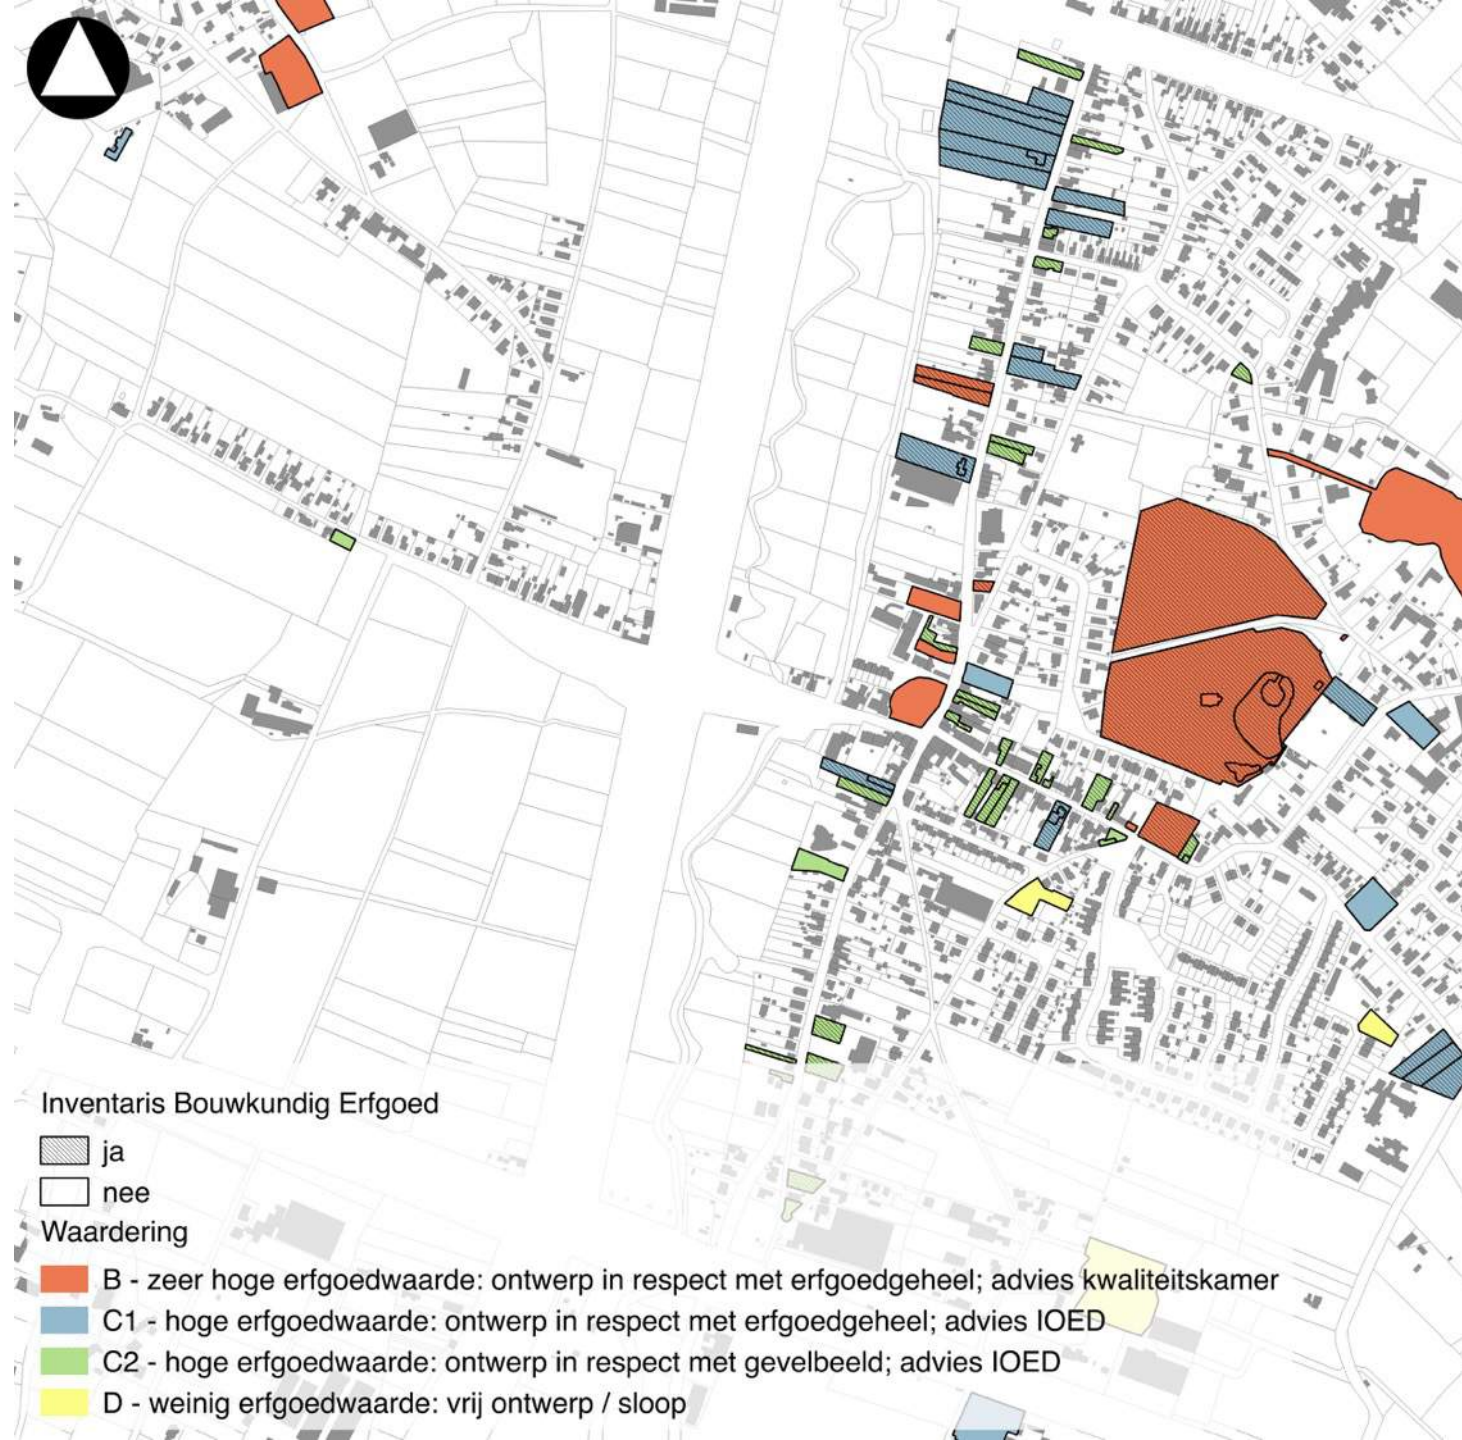 Inventaris Bouwkundig Erfgoed
ja
nee
Waardering
B - zeer hoge erfgoedwaarde: ontwerp in respect met erfgoedgeheel; advies kwaliteitskamer
C1 - hoge erfgoedwaarde: ontwerp in respect met erfgoedgeheel; advies IOED
C2 - hoge erfgoedwaarde: ontwerp in respect met gevelbeeld; advies IOED
D - weinig erfgoedwaarde: vrij ontwerp / sloop